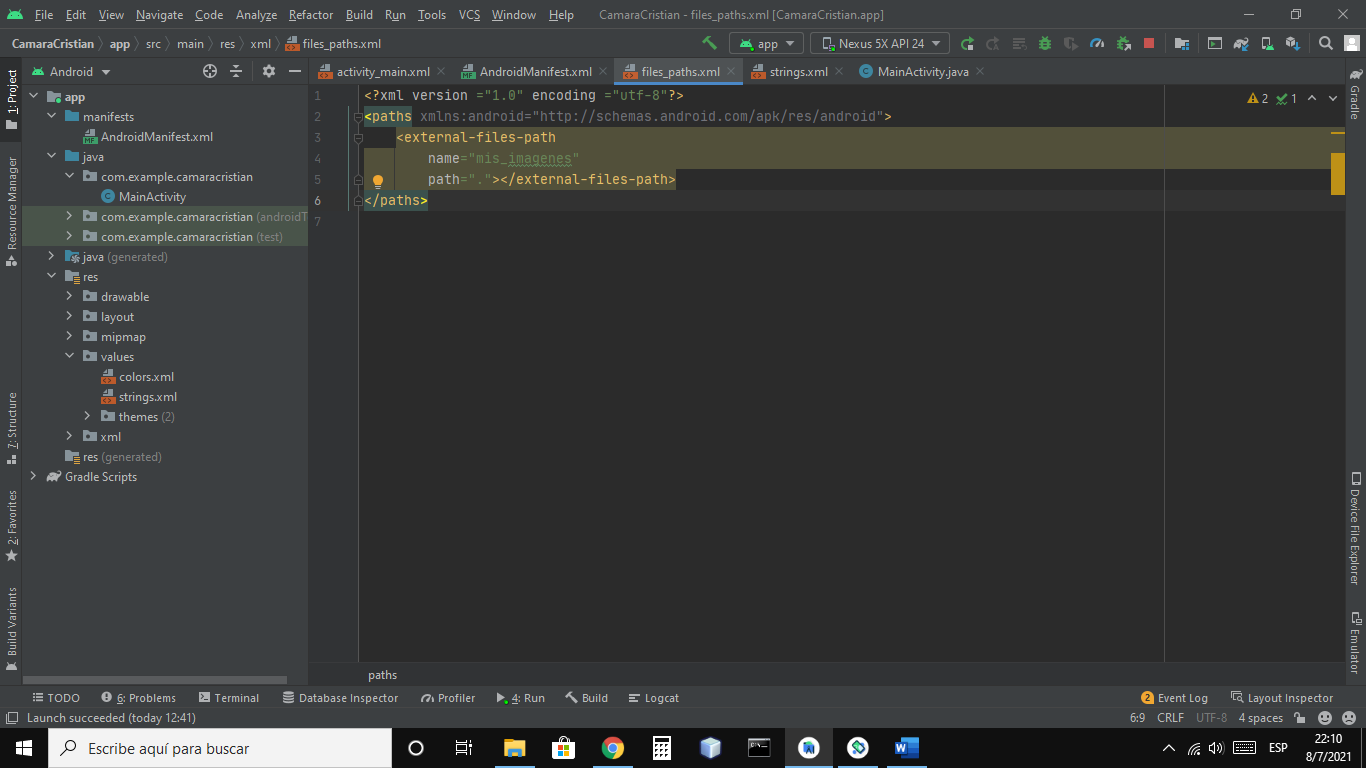 File Edit View Navigate Code Analyze Refactor Build Run Tools VCS Window Help CamaraCristian - files_paths.xml [CamaraCristian.app]
CamaraCristian app src main res xml files_paths.xml app Nexus 5X API 24
Android
activity_main.xml AndroidManifest.xml files_paths.xml strings.xml MainActivity.java
1: Project
Resource Manager
7: Structure
2: Favorites
Build Variants
app
manifests
AndroidManifest.xml
java
com.example.camaracristian
MainActivity
com.example.camaracristian (androidT
com.example.camaracristian (test)
java (generated)
res
drawable
layout
mipmap
values
colors.xml
strings.xml
themes (2)
xml
res (generated)
Gradle Scripts
1 <?xml version ="1.0" encoding ="utf-8"?>
2 <paths xmlns:android="http://schemas.android.com/apk/res/android">
3 <external-files-path
4 name="mis_imagenes"
5 path="."></external-files-path>
6 </paths>
7
2 1
Gradle
Device File Explorer
Emulator
paths
TODO 6: Problems Terminal Database Inspector Profiler 4: Run Build Logcat 2 Event Log Layout Inspector
Launch succeeded (today 12:41) 6:9 CRLF UTF-8 4 spaces
Escribe aquí para buscar
ESP
22:10
8/7/2021